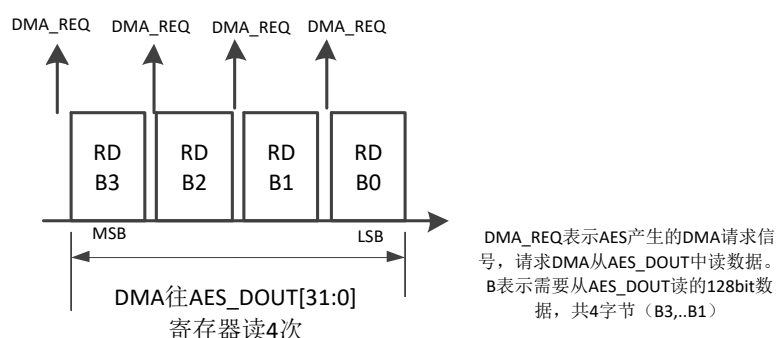 DMA_REQ DMA_REQ DMA_REQ DMA_REQ
RD RD RD RD
B3 B2 B1 B0
MSB LSB
DMA往AES_DOUT[31:0]
寄存器读4次
DMA_REQ表示AES产生的DMA请求信
号，请求DMA从AES_DOUT中读数据。
B表示需要从AES_DOUT读的128bit数
据，共4字节（B3,..B1）